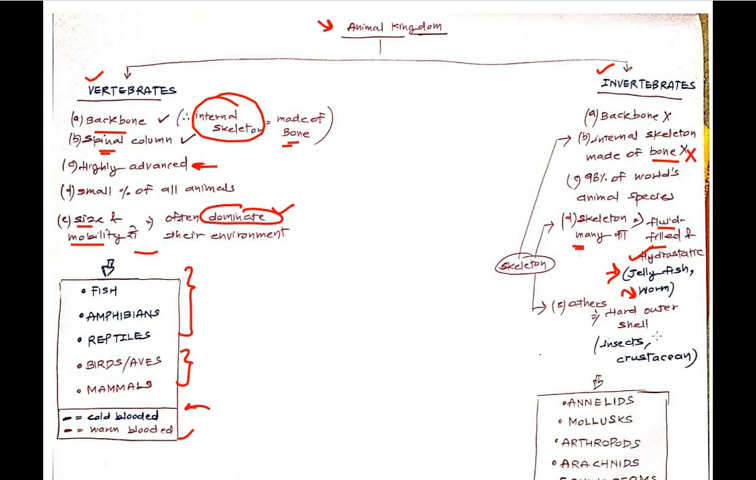 Animal Kingdom
VERTEBRATES
(a) Backbone ✓ (∴ internal skeleton = made of Bone)
(b) Spinal column ✓
(c) Highly advanced
(d) small % of all animals
(e) size & mobility ↑ ⇒ often dominate their environment
• FISH
• AMPHIBIANS
• REPTILES
• BIRDS/AVES
• MAMMALS
– = cold blooded
– = warm blooded
INVERTEBRATES
(a) Backbone X
(b) internal skeleton
made of bone X X
(c) 98% of world's
animal species
Skeleton
(d) skeleton ⇒ fluid-
many filled &
Hydrostatic
(Jelly fish,
worm)
(e) others
⇒ Hard outer
shell
(insects,
crustacean)
• ANNELIDS
• MOLLUSKS
• ARTHROPODS
• ARACHNIDS